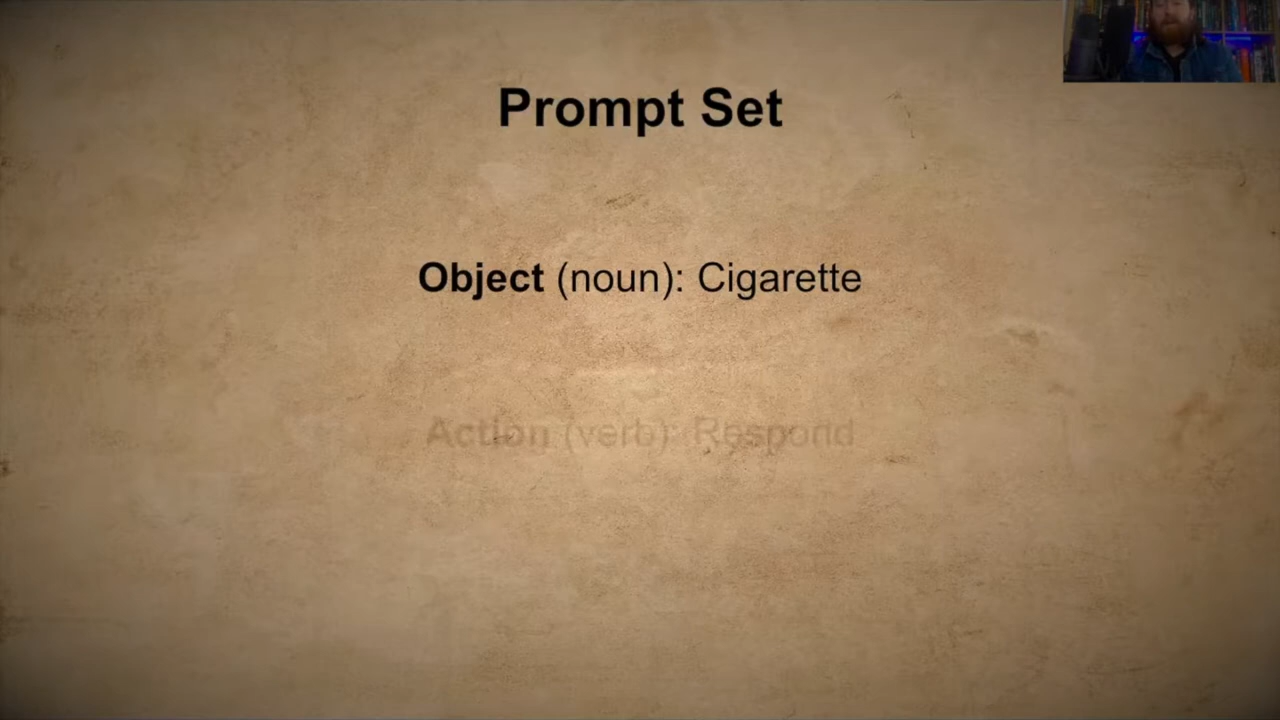 Prompt Set
Object (noun): Cigarette
Action (verb): Respond